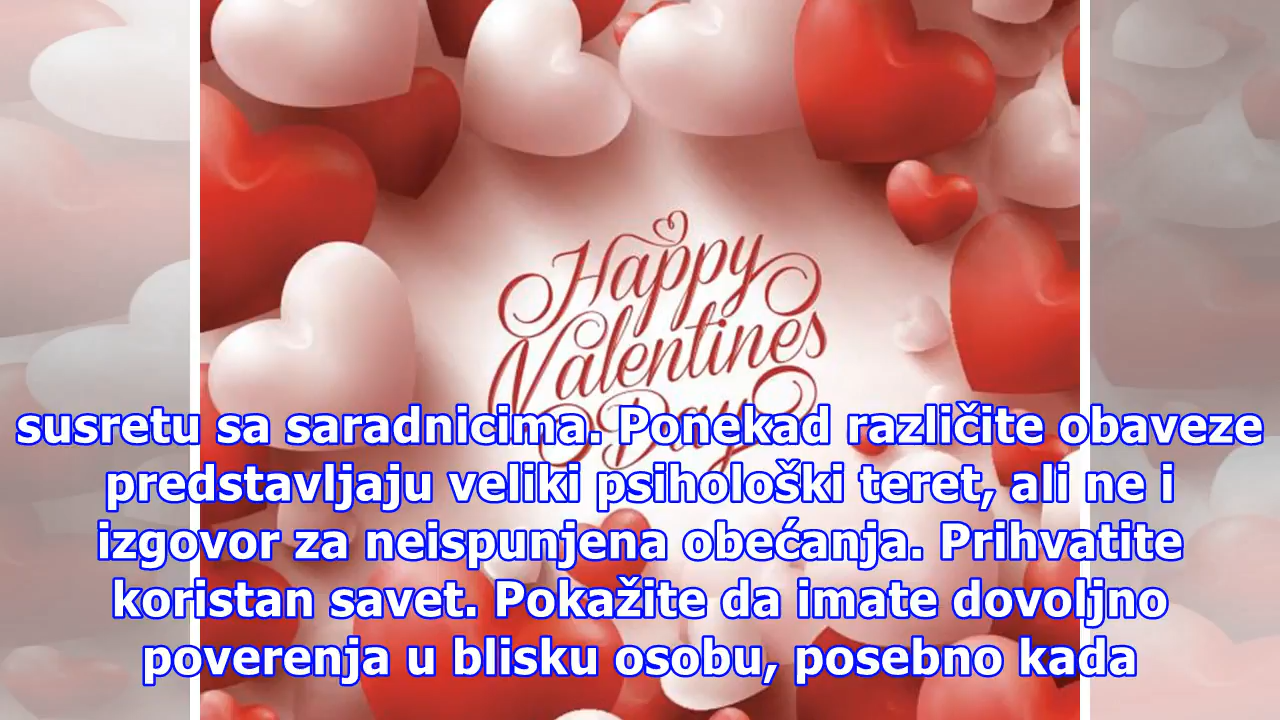 Happy
Valentines
Day
susretu sa saradnicima. Ponekad različite obaveze
predstavljaju veliki psihološki teret, ali ne i
izgovor za neispunjena obećanja. Prihvatite
koristan savet. Pokažite da imate dovoljno
poverenja u blisku osobu, posebno kada